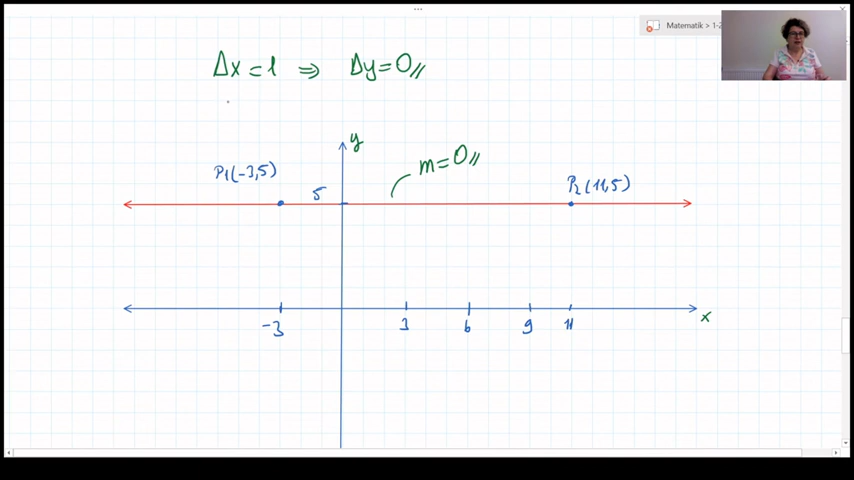 Matematik > 1-2
Δx = 1 ⇒ Δy = 0//
y
P₁(-3,5)
m = 0//
P₂(11,5)
5
-3 3 6 9 11
x